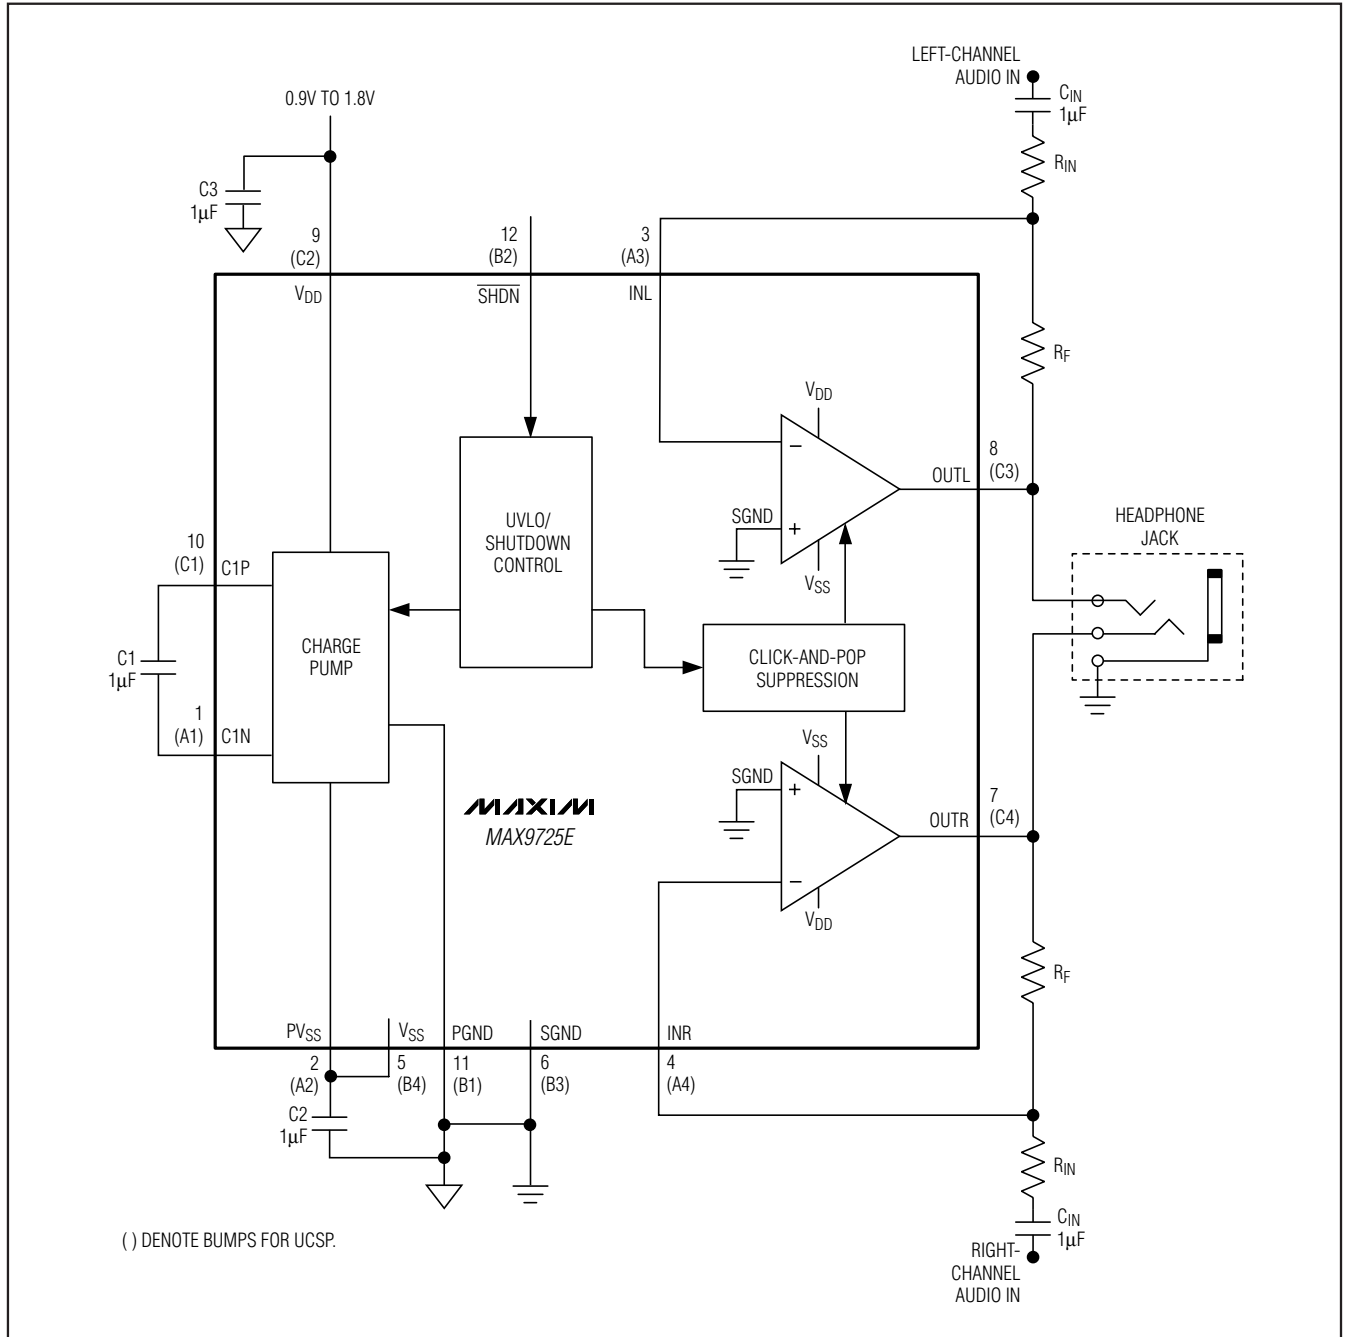 LEFT-CHANNEL
AUDIO IN
CIN
1µF
RIN
0.9V TO 1.8V
C3
1µF
9
(C2)
12
(B2)
3
(A3)
VDD
SHDN
INL
RF
VDD
8
(C3)
OUTL
SGND
VSS
HEADPHONE
JACK
UVLO/
SHUTDOWN
CONTROL
10
(C1)
C1P
CHARGE
PUMP
C1
1µF
1
(A1)
C1N
CLICK-AND-POP
SUPPRESSION
VSS
SGND
7
(C4)
OUTR
VDD
MAXIM
MAX9725E
RF
PVSS
VSS
PGND
SGND
INR
2
(A2)
5
(B4)
11
(B1)
6
(B3)
4
(A4)
C2
1µF
RIN
CIN
1µF
RIGHT-
CHANNEL
AUDIO IN
( ) DENOTE BUMPS FOR UCSP.